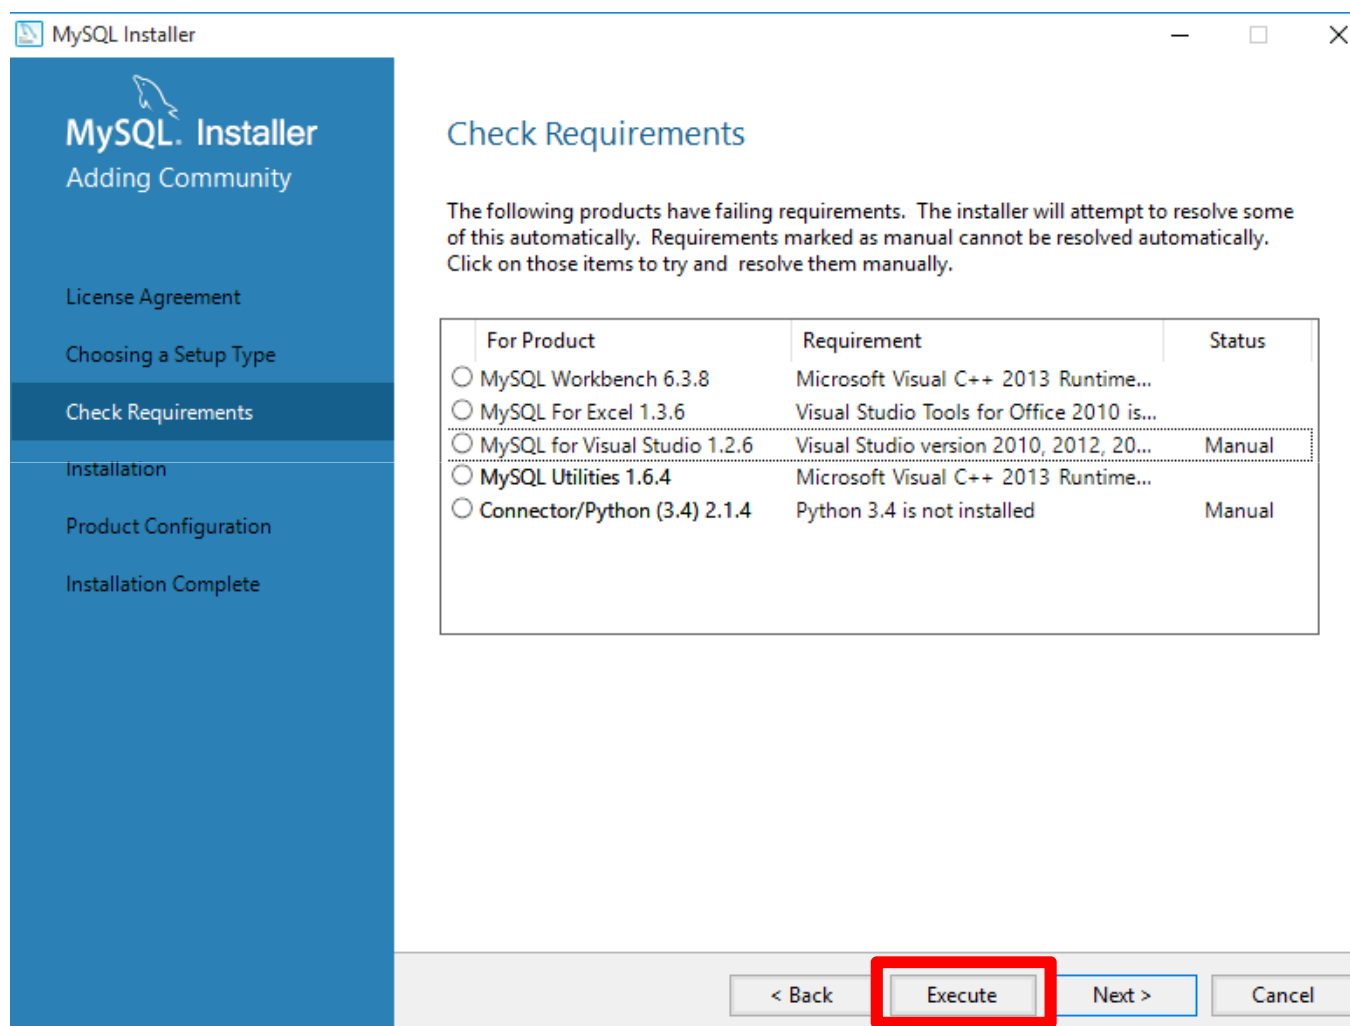 MySQL Installer
MySQL. Installer
Adding Community
License Agreement
Choosing a Setup Type
Check Requirements
Installation
Product Configuration
Installation Complete
Check Requirements
The following products have failing requirements. The installer will attempt to resolve some
of this automatically. Requirements marked as manual cannot be resolved automatically.
Click on those items to try and resolve them manually.
For Product Requirement Status
MySQL Workbench 6.3.8 Microsoft Visual C++ 2013 Runtime...
MySQL For Excel 1.3.6 Visual Studio Tools for Office 2010 is...
MySQL for Visual Studio 1.2.6 Visual Studio version 2010, 2012, 20... Manual
MySQL Utilities 1.6.4 Microsoft Visual C++ 2013 Runtime...
Connector/Python (3.4) 2.1.4 Python 3.4 is not installed Manual
< Back Execute Next > Cancel